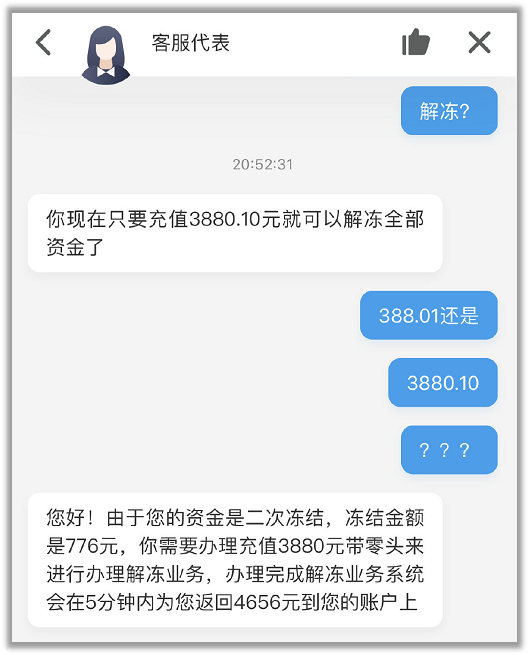 客服代表
解冻？
20:52:31
你现在只要充值3880.10元就可以解冻全部
资金了
388.01还是
3880.10
？？？
您好！由于您的资金是二次冻结，冻结金额
是776元，你需要办理充值3880元带零头来
进行办理解冻业务，办理完成解冻业务系统
会在5分钟内为您返回4656元到您的账户上